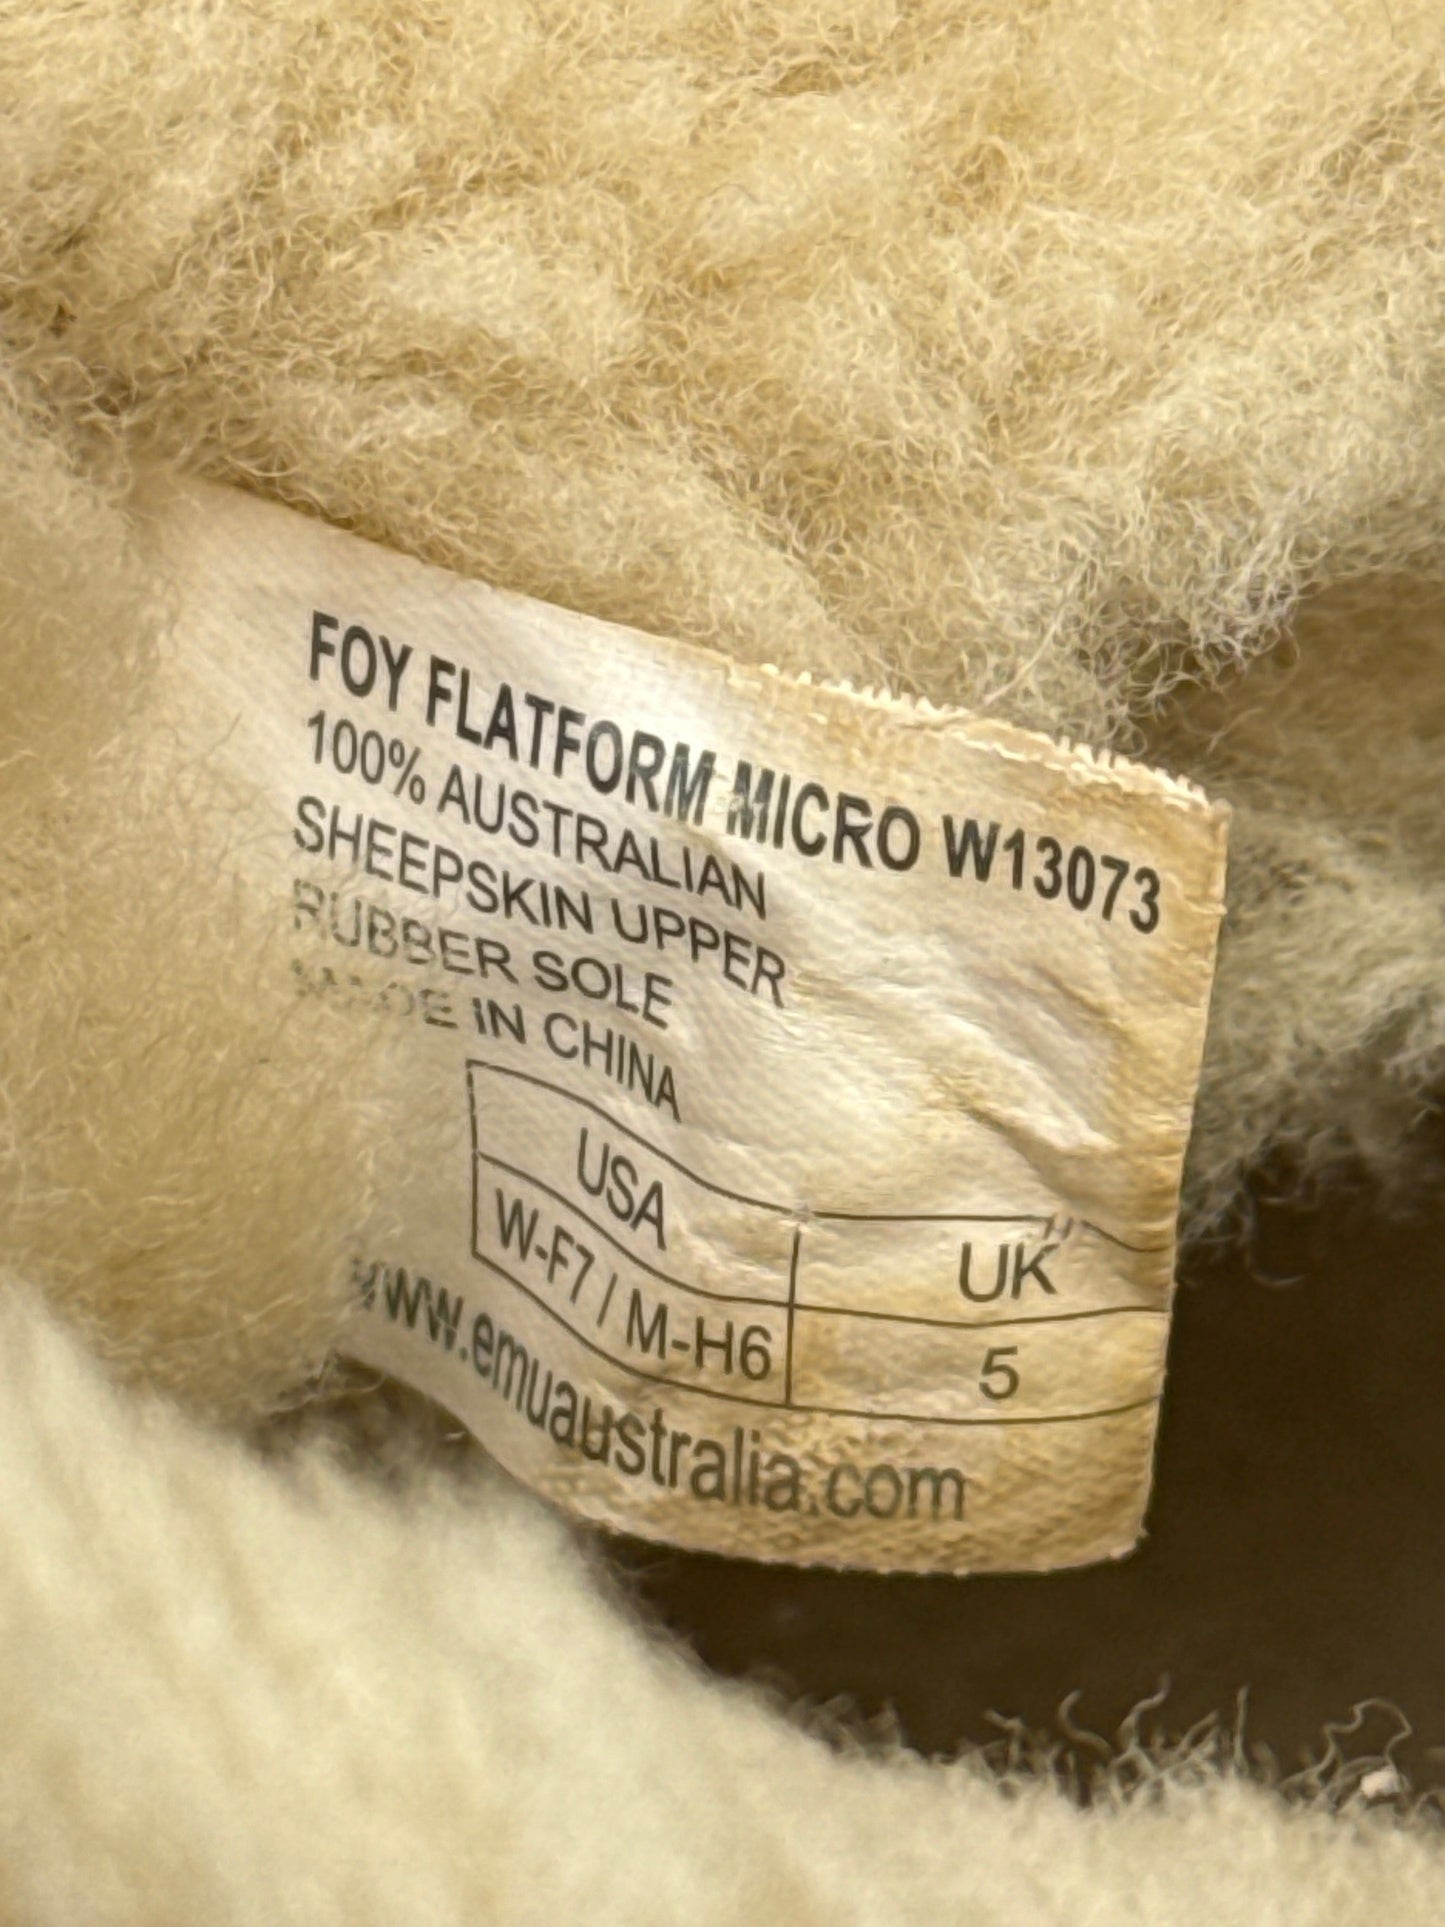 FOY FLATFORM MICRO W13073
100% AUSTRALIAN
SHEEPSKIN UPPER
RUBBER SOLE
MADE IN CHINA
USA UK
W-F7 / M-H6 5
www.emuaustralia.com